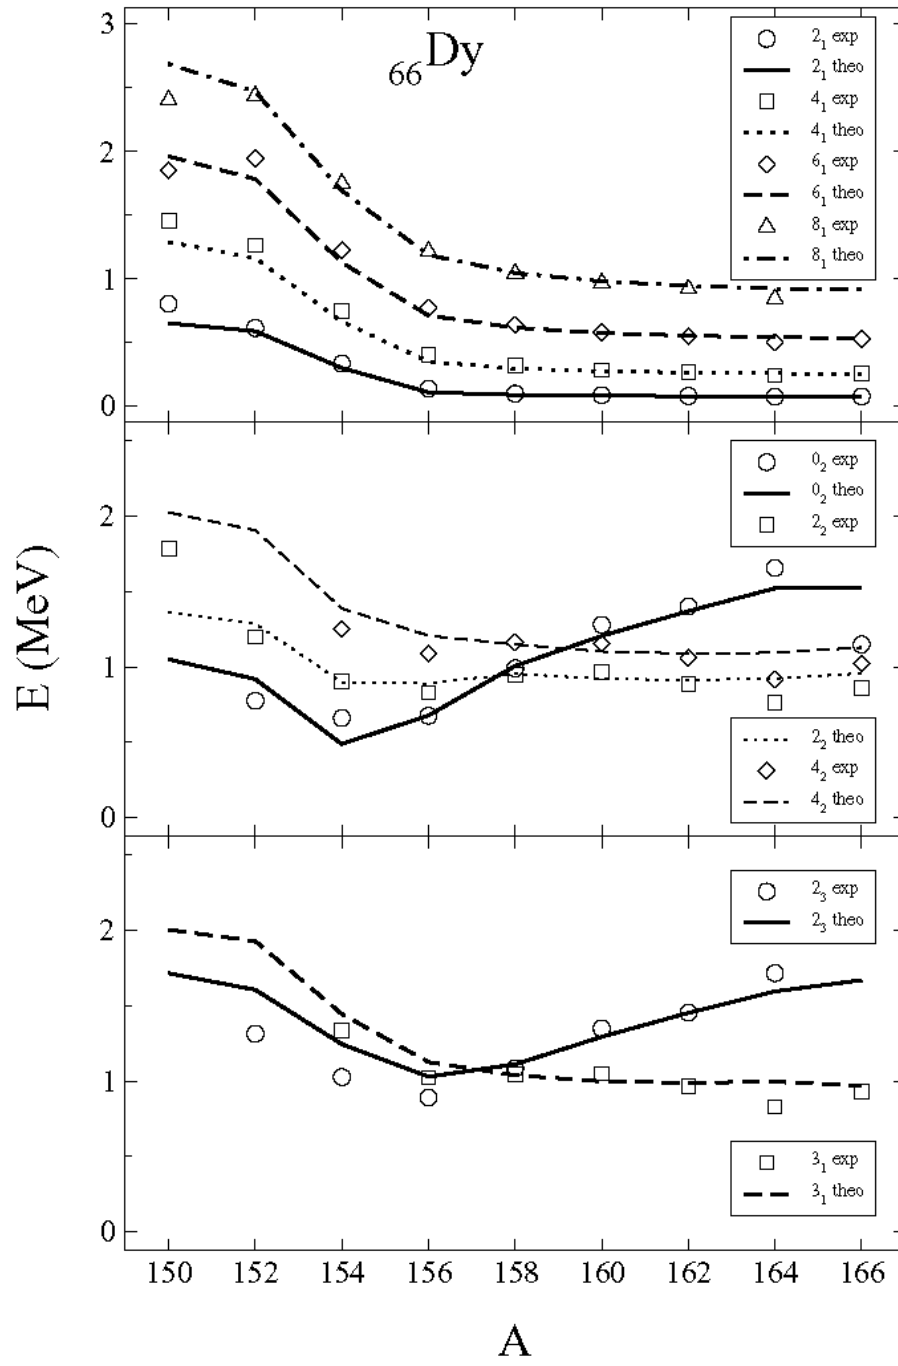 ₆₆Dy
3
2
1
0
2₁ exp
2₁ theo
4₁ exp
4₁ theo
6₁ exp
6₁ theo
8₁ exp
8₁ theo
E (MeV)
2
1
0
0₂ exp
0₂ theo
2₂ exp
2₂ theo
4₂ exp
4₂ theo
2
1
0
2₃ exp
2₃ theo
3₁ exp
3₁ theo
150 152 154 156 158 160 162 164 166
A